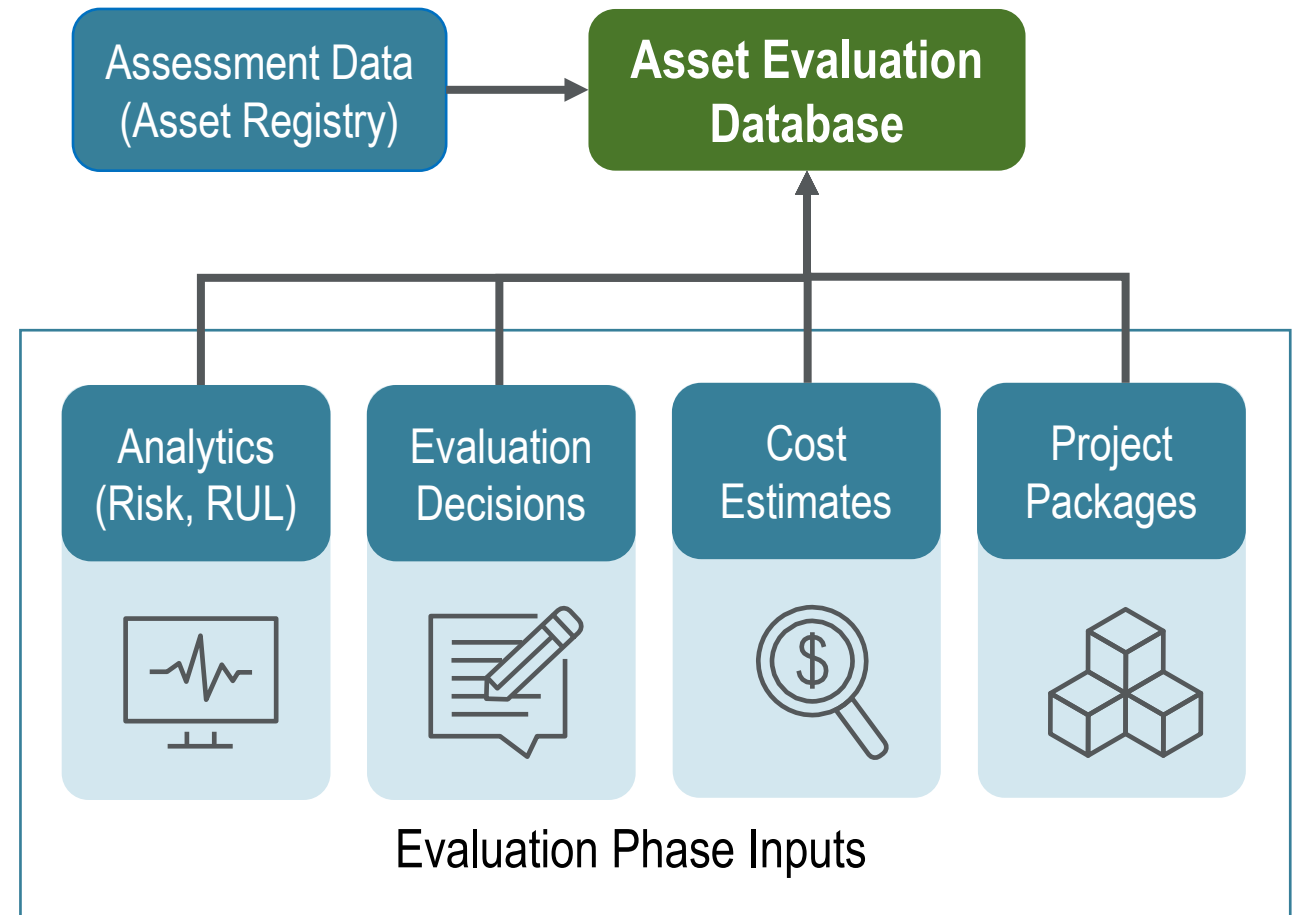 Assessment Data
(Asset Registry)
Asset Evaluation
Database
Analytics
(Risk, RUL)
Evaluation
Decisions
Cost
Estimates
$
Project
Packages
Evaluation Phase Inputs